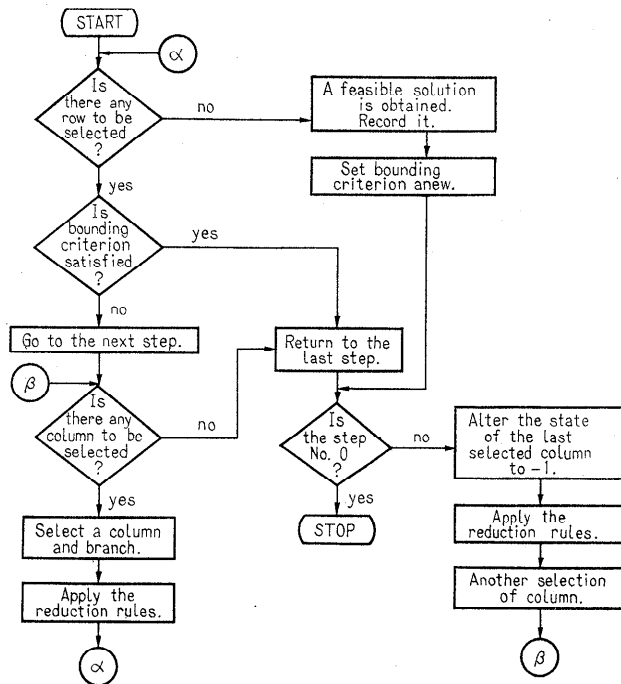 START
α
Is
there any
row to be
selected
?
no
A feasible solution
is obtained.
Record it.
Set bounding
criterion anew.
yes
Is
bounding
criterion
satisfied
?
yes
no
Go to the next step.
Return to the
last step.
β
Is
there any
column to be
selected
?
no
Is
the step
No. 0
?
no
Alter the state
of the last
selected column
to -1.
yes
yes
Select a column
and branch.
STOP
Apply the
reduction rules.
Apply the
reduction rules.
Another selection
of column.
α
β